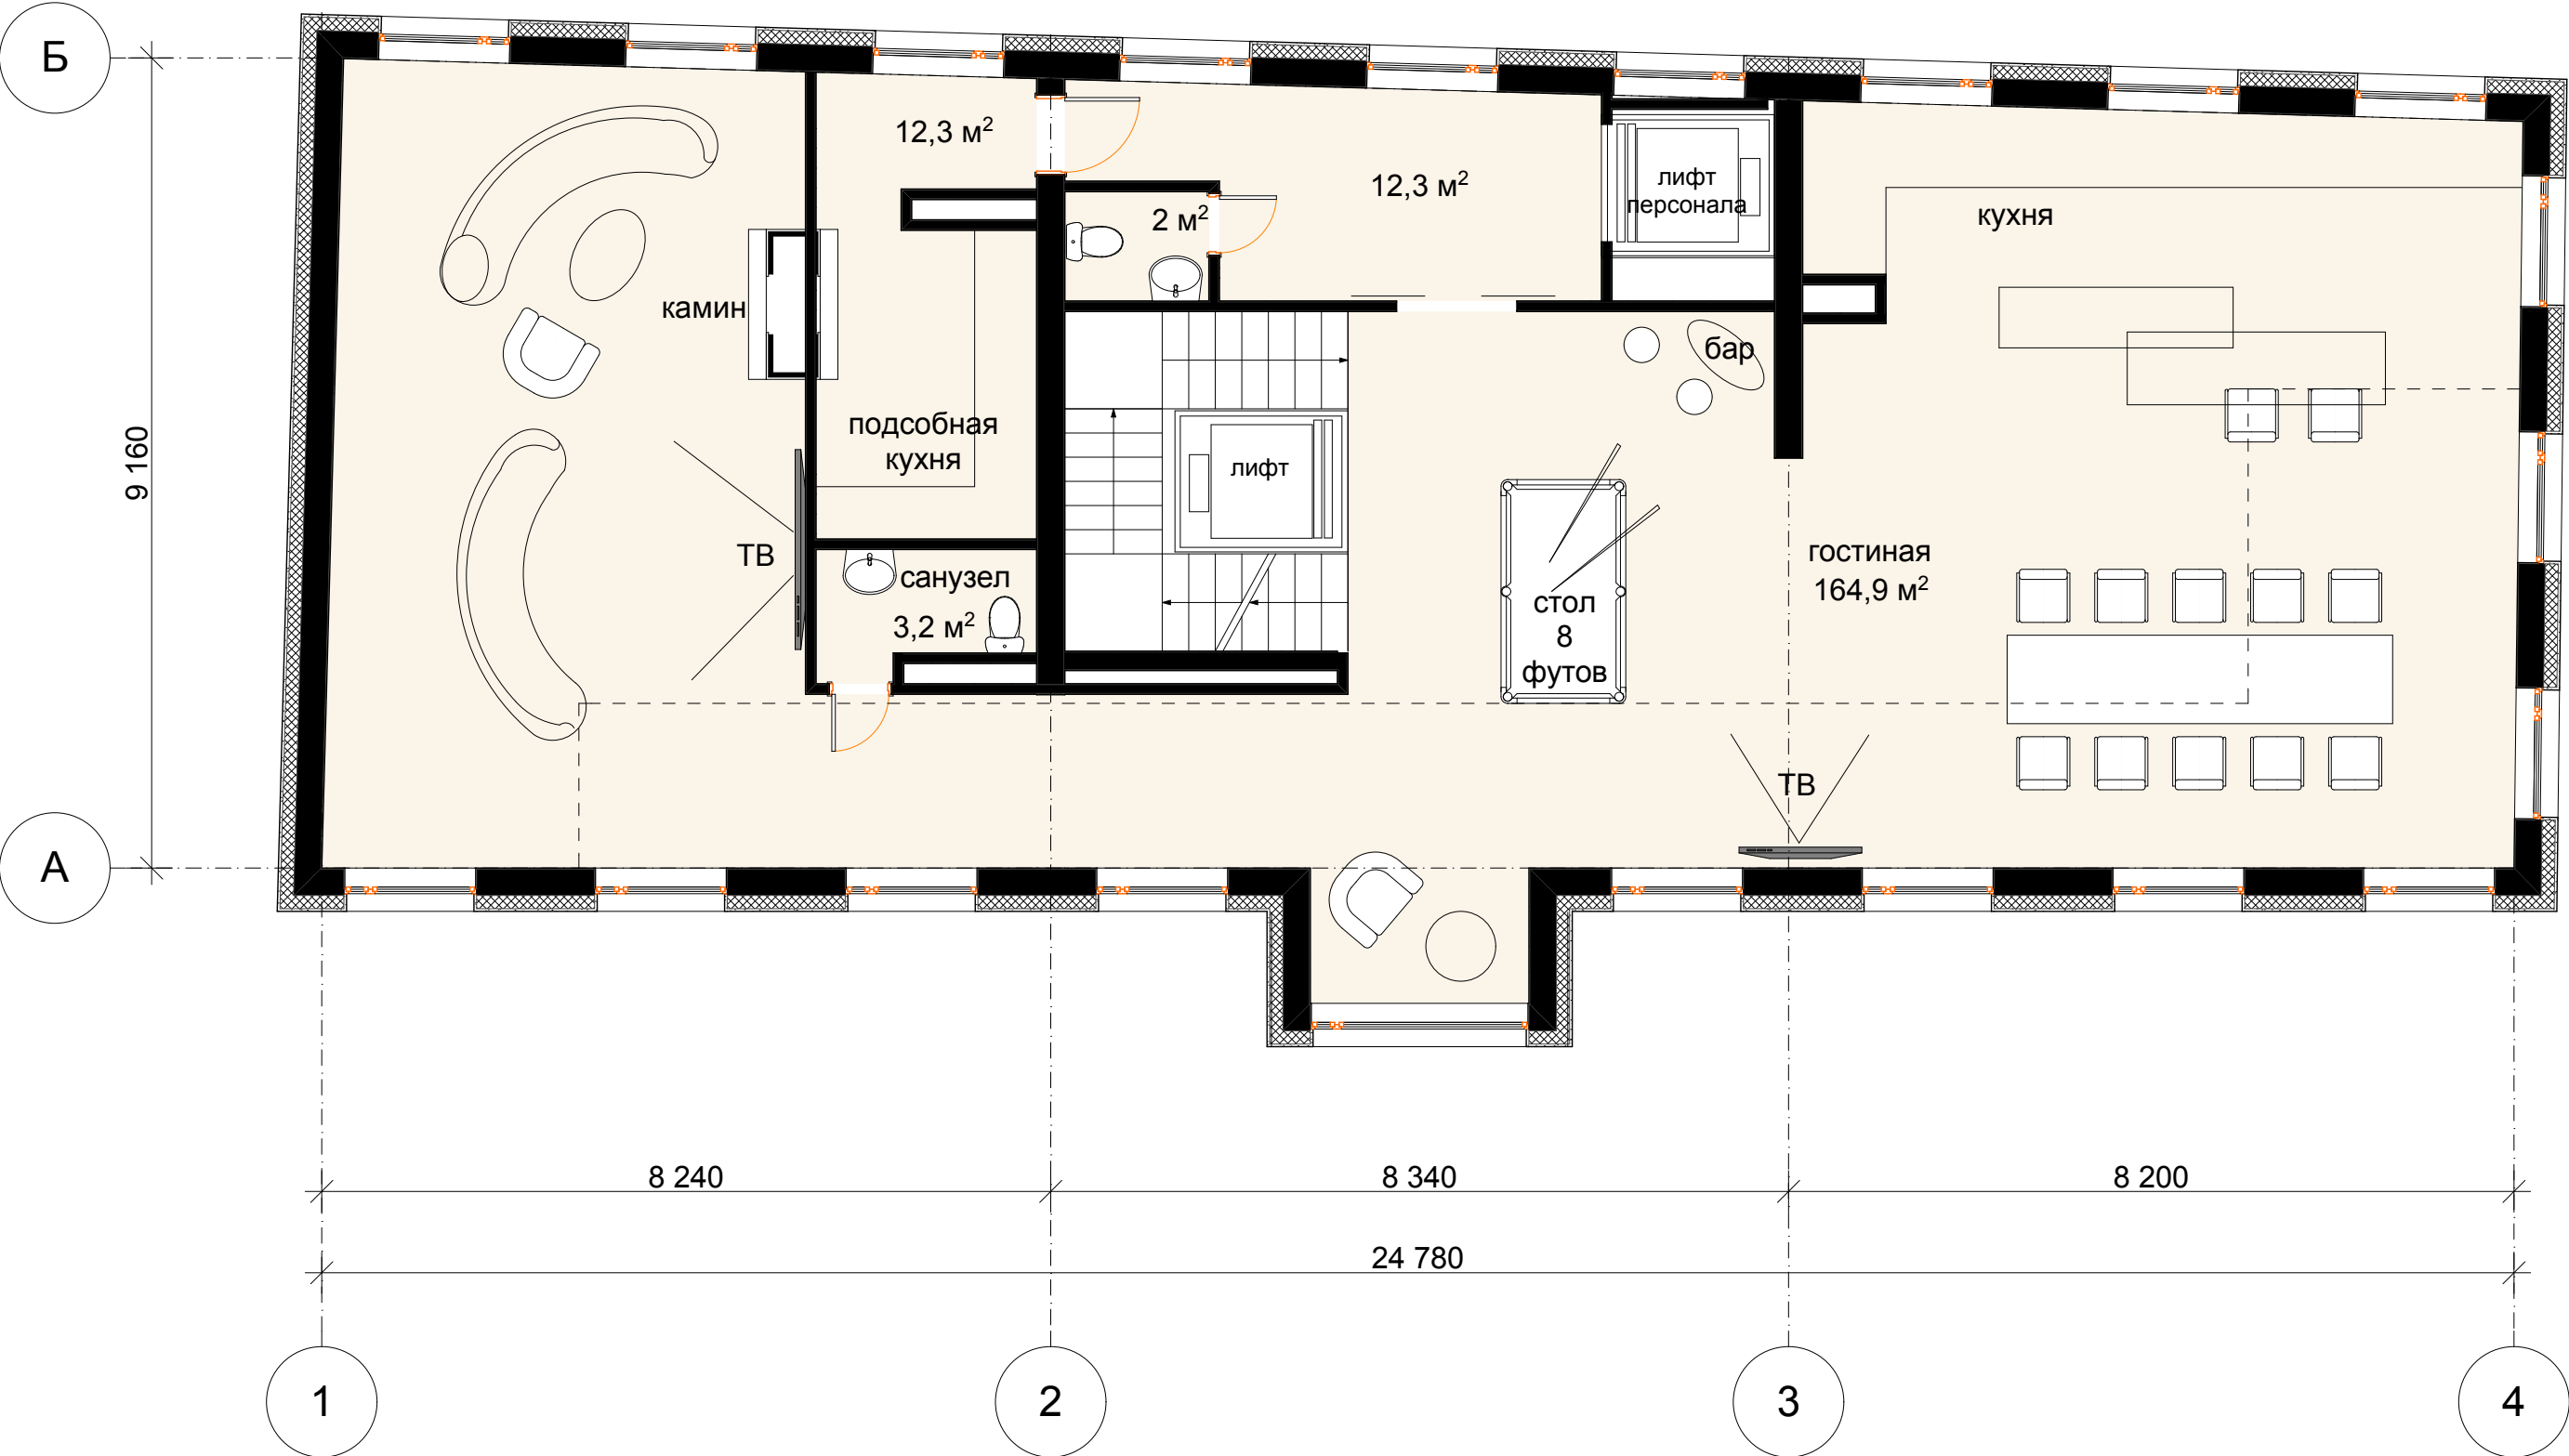 Б
12,3 м²
12,3 м²
лифт
персонала
2 м²
кухня
камин
бар
подсобная
кухня
лифт
9 160
ТВ
санузел
3,2 м²
гостиная
164,9 м²
стол
8
футов
ТВ
А
8 240
8 340
8 200
24 780
1
2
3
4